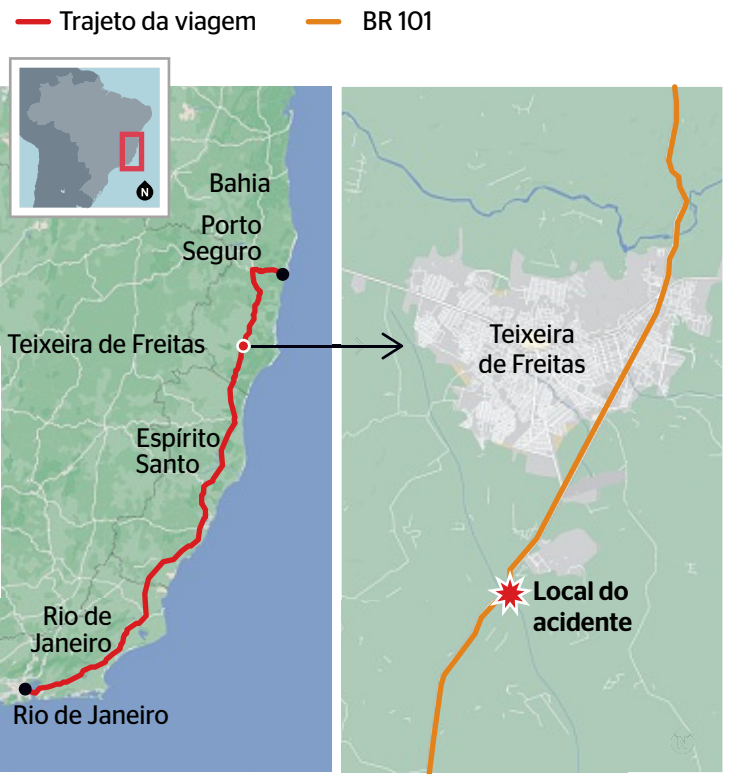 Trajeto da viagem
BR 101
N
Bahia
Porto
Seguro
Teixeira de Freitas
Espírito
Santo
Rio de
Janeiro
Rio de Janeiro
Teixeira
de Freitas
Local do
acidente